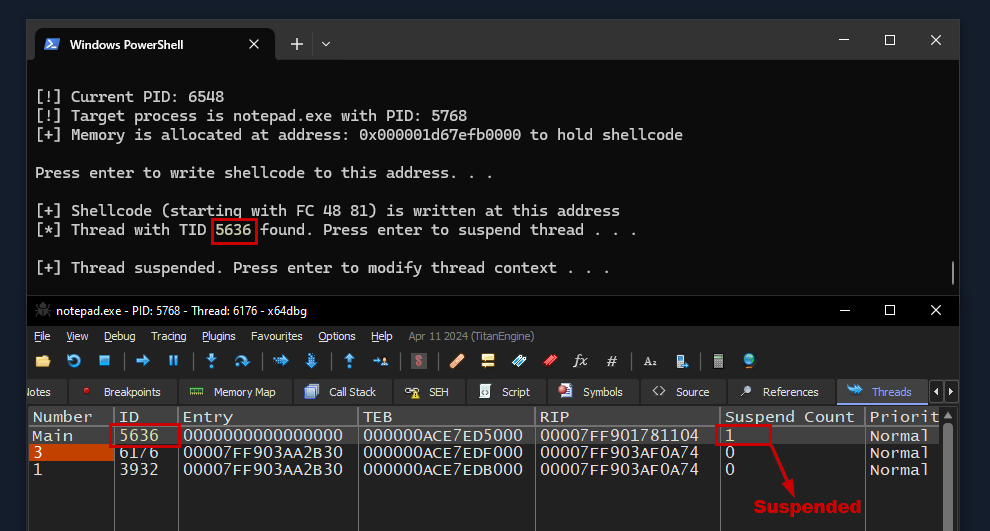 Windows PowerShell
[!] Current PID: 6548
[!] Target process is notepad.exe with PID: 5768
[+] Memory is allocated at address: 0x000001d67efb0000 to hold shellcode
Press enter to write shellcode to this address. . .
[+] Shellcode (starting with FC 48 81) is written at this address
[*] Thread with TID 5636 found. Press enter to suspend thread . . .
[+] Thread suspended. Press enter to modify thread context . . .
notepad.exe - PID: 5768 - Thread: 6176 - x64dbg
File View Debug Tracing Plugins Favourites Options Help Apr 11 2024 (TitanEngine)
$ fx # Az
otes Breakpoints Memory Map Call Stack SEH Script Symbols Source References Threads
Number ID Entry TEB RIP Suspend Count Priorit
Main 5636 0000000000000000 000000ACE7ED5000 00007FF901781104 1 Normal
3 6176 00007FF903AA2B30 000000ACE7EDF000 00007FF903AF0A74 0 Normal
1 3932 00007FF903AA2B30 000000ACE7EDB000 00007FF903AF0A74 0 Normal
Suspended